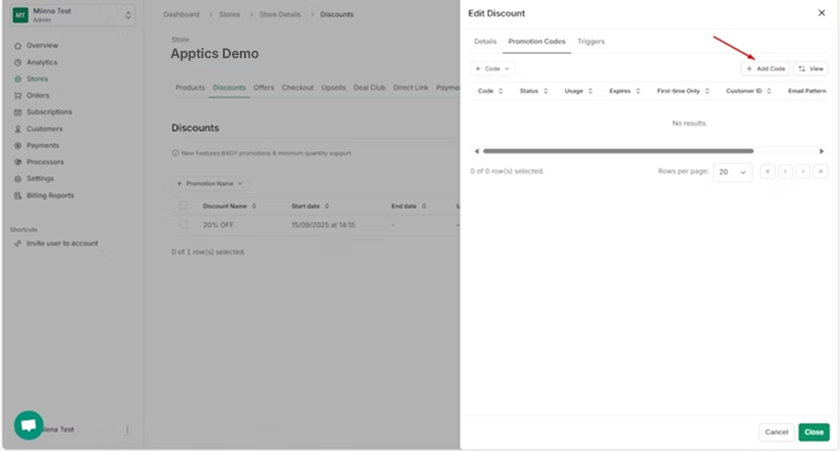 MT
Milena Test
Admin
Overview
Analytics
Stores
Orders
Subscriptions
Customers
Payments
Processors
Settings
Billing Reports
Shortcuts
Invite user to account
lena Test
Dashboard > Stores > Store Details > Discounts
Store
Apptics Demo
Products Discounts Offers Checkout Upsells Deal Club Direct Link Payme
Discounts
New Features: BXGY promotions & minimum quantity support
+ Promotion Name
Discount Name Start date End date
20% OFF 15/09/2025 at 14:15 -
0 of 1 row(s) selected.
Edit Discount
Details Promotion Codes Triggers
+ Code + Add Code View
Code Status Usage Expires First-time Only Customer ID Email Pattern
No results.
0 of 0 row(s) selected. Rows per page: 20
Cancel Close